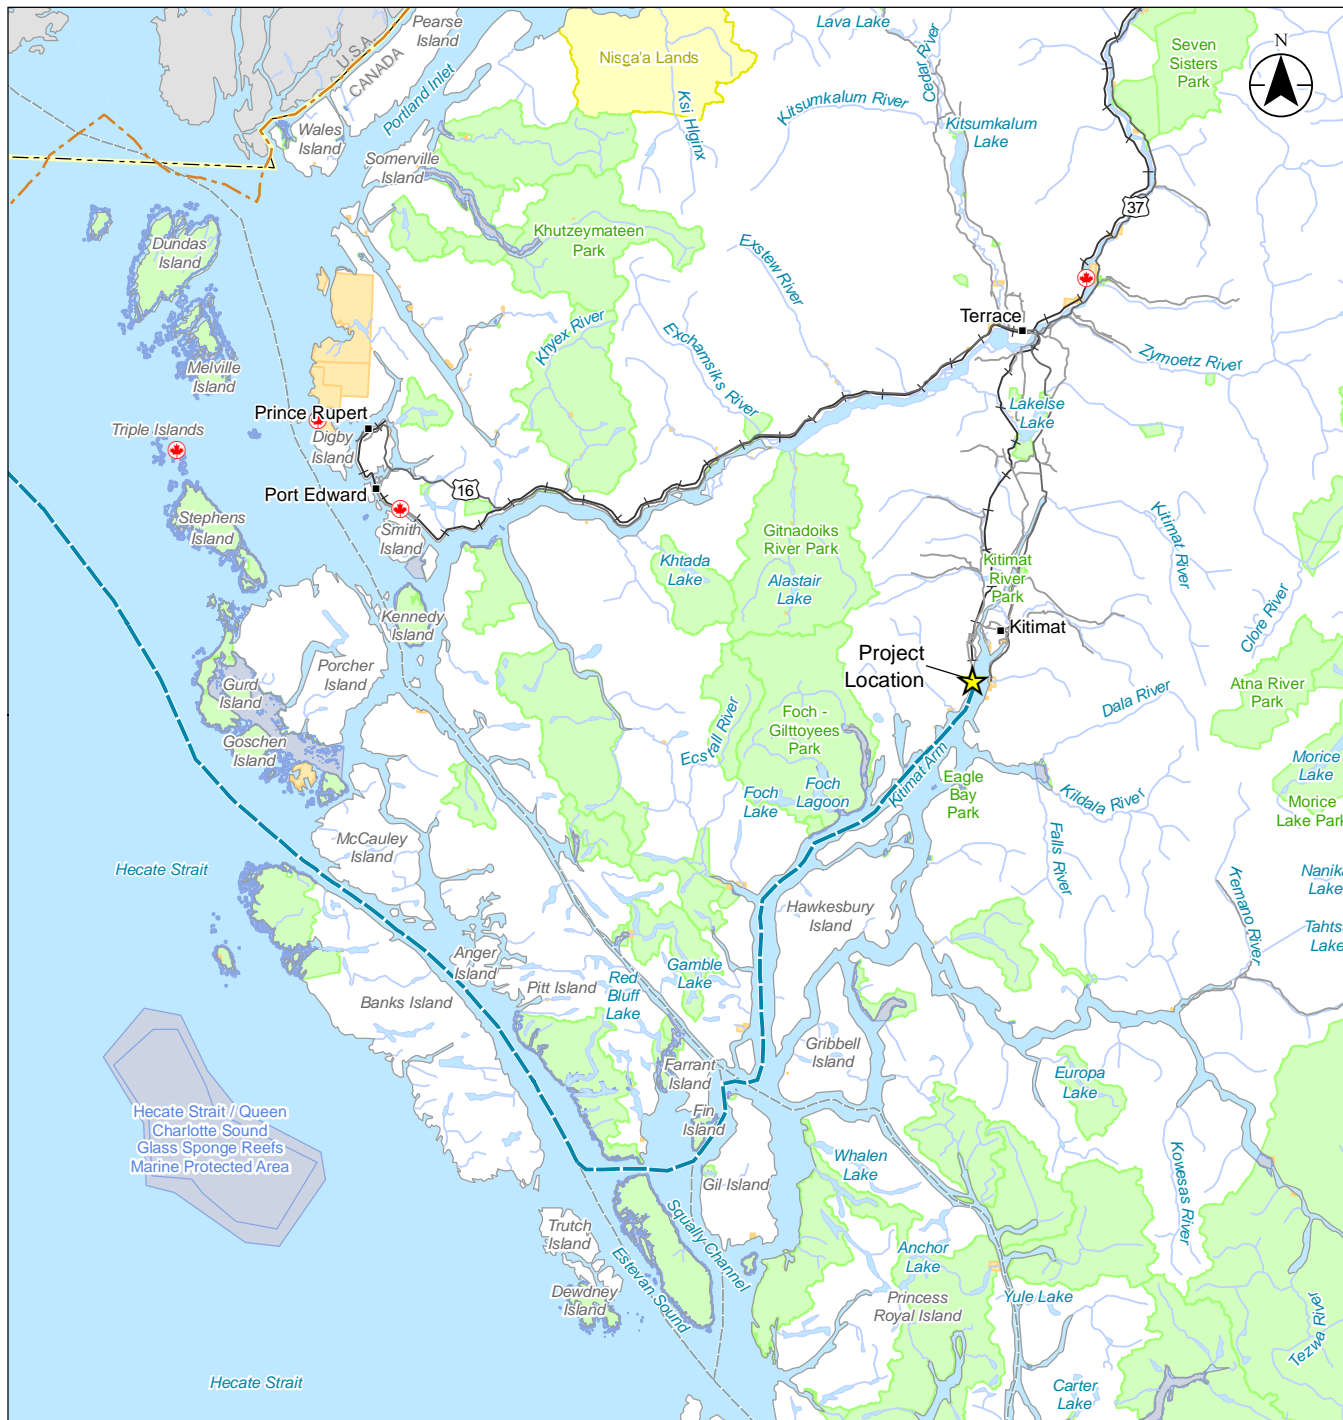 Pearse
Island
Lava Lake
Seven
Sisters
Park
N
U.S.A.
CANADA
Nisga'a Lands
Portland Inlet
Ksi Hlginx
Kitsumkalum River
Cedar River
Kitsumkalum
Lake
Wales
Island
Somerville
Island
37
Khutzeymateen
Park
Dundas
Island
Exstew River
Terrace
Khyex River
Exchamsiks River
Zymoetz River
Melville
Island
Lakelse
Lake
Prince Rupert
Triple Islands
Digby
Island
Port Edward
16
Stephens
Island
Smith
Island
Gitnadoiks
River Park
Kitimat River
Khtada
Lake
Alastair
Lake
Kitimat
River
Park
Kennedy
Island
Clore River
Kitimat
Project
Location
Porcher
Island
Gurd
Island
Atna River
Park
Dala River
Ecstall River
Foch -
Gilttoyees
Park
Goschen
Island
Kitimat Arm
Morice
Lake
Foch
Lake
Foch
Lagoon
Eagle
Bay
Park
Kildala River
Morice
Lake Park
McCauley
Island
Falls River
Hecate Strait
Kemano River
Nanika
Lake
Hawkesbury
Island
Tahtsa
Lake
Anger
Island
Gamble
Lake
Red
Bluff
Lake
Pitt Island
Banks Island
Gribbell
Island
Farrant
Island
Europa
Lake
Hecate Strait / Queen
Charlotte Sound
Glass Sponge Reefs
Marine Protected Area
Fin
Island
Whalen
Lake
Kowesas River
Gil Island
Squally Channel
Trutch
Island
Estevan Sound
Anchor
Lake
Dewdney
Island
Princess
Royal Island
Yule Lake
Tezwa River
Hecate Strait
Carter
Lake